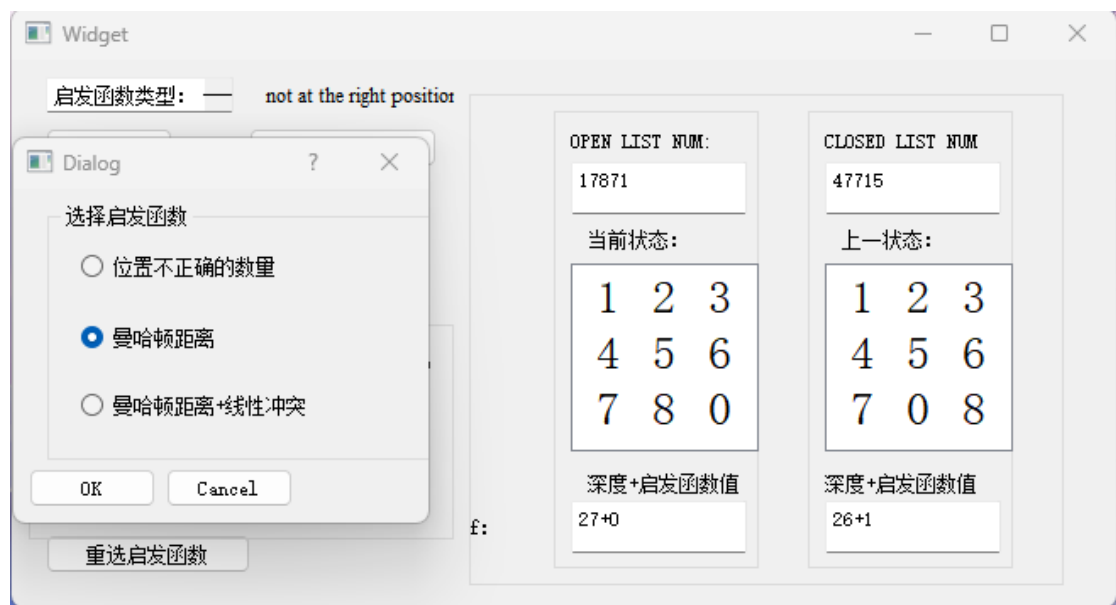 Widget
启发函数类型： not at the right position
Dialog ?
选择启发函数
位置不正确的数量
曼哈顿距离
曼哈顿距离+线性冲突
OK Cancel
重选启发函数
OPEN LIST NUM:
17871
当前状态：
1 2 3
4 5 6
7 8 0
深度+启发函数值
f:
27+0
CLOSED LIST NUM
47715
上一状态：
1 2 3
4 5 6
7 0 8
深度+启发函数值
26+1